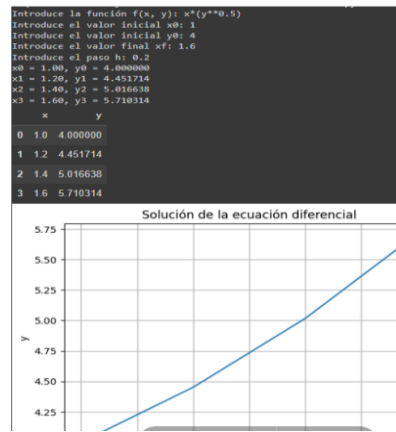 Introduce la función f(x, y): x*(y**0.5)
Introduce el valor inicial x0: 1
Introduce el valor inicial y0: 4
Introduce el valor final xf: 1.6
Introduce el paso h: 0.2
x0 = 1.00, y0 = 4.000000
x1 = 1.20, y1 = 4.451714
x2 = 1.40, y2 = 5.016638
x3 = 1.60, y3 = 5.710314
x y
0 1.0 4.000000
1 1.2 4.451714
2 1.4 5.016638
3 1.6 5.710314
Solución de la ecuación diferencial
5.75
5.50
5.25
5.00
y
4.75
4.50
4.25